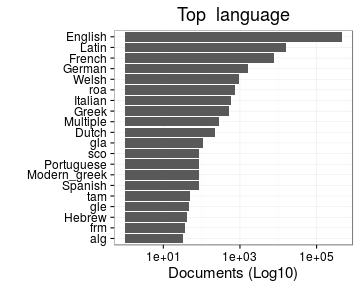 Top language
English
Latin
French
German
Welsh
roa
Italian
Greek
Multiple
Dutch
gla
sco
Portuguese
Modern_greek
Spanish
tam
gle
Hebrew
frm
alg
1e+01 1e+03 1e+05
Documents (Log10)